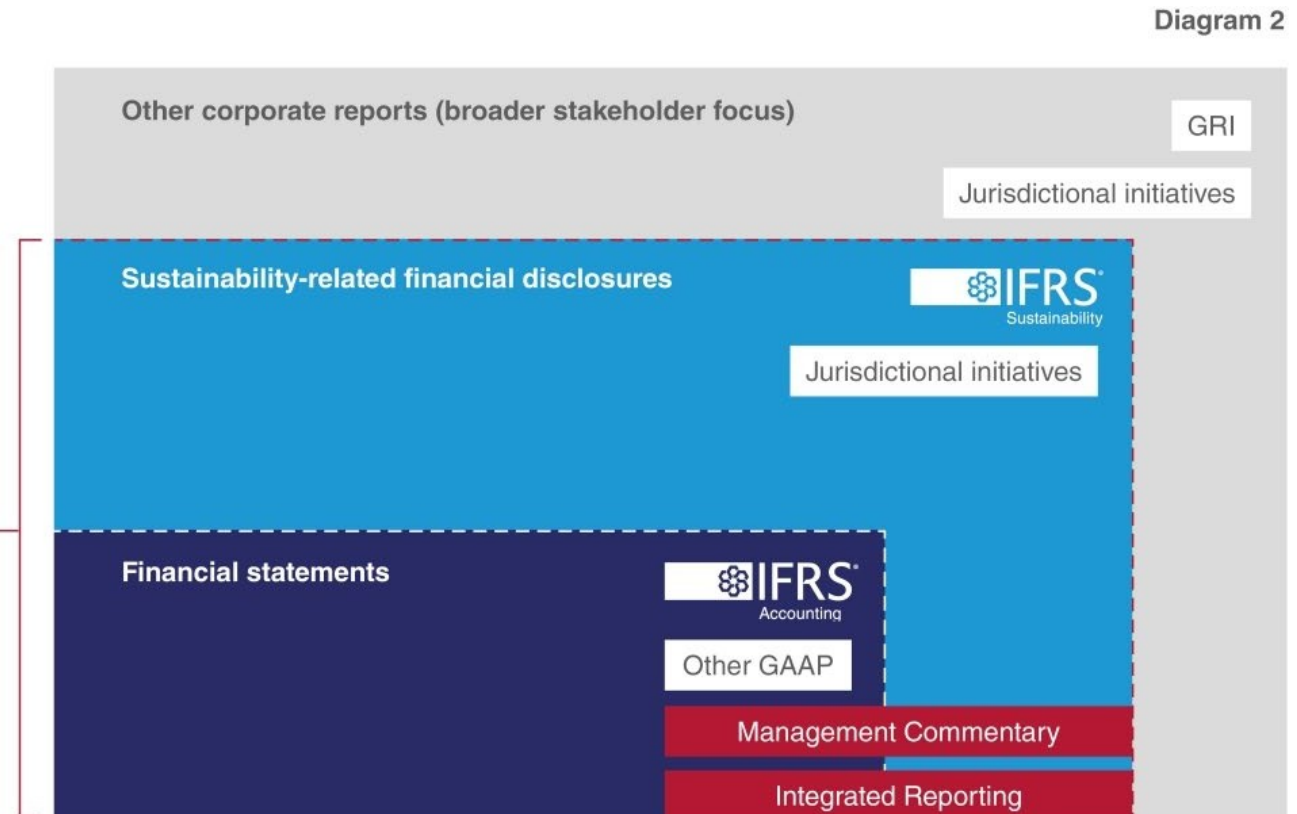 Diagram 2
Other corporate reports (broader stakeholder focus)
GRI
Jurisdictional initiatives
Sustainability-related financial disclosures
IFRS®
Sustainability
Jurisdictional initiatives
Financial statements
IFRS®
Accounting
Other GAAP
Management Commentary
Integrated Reporting